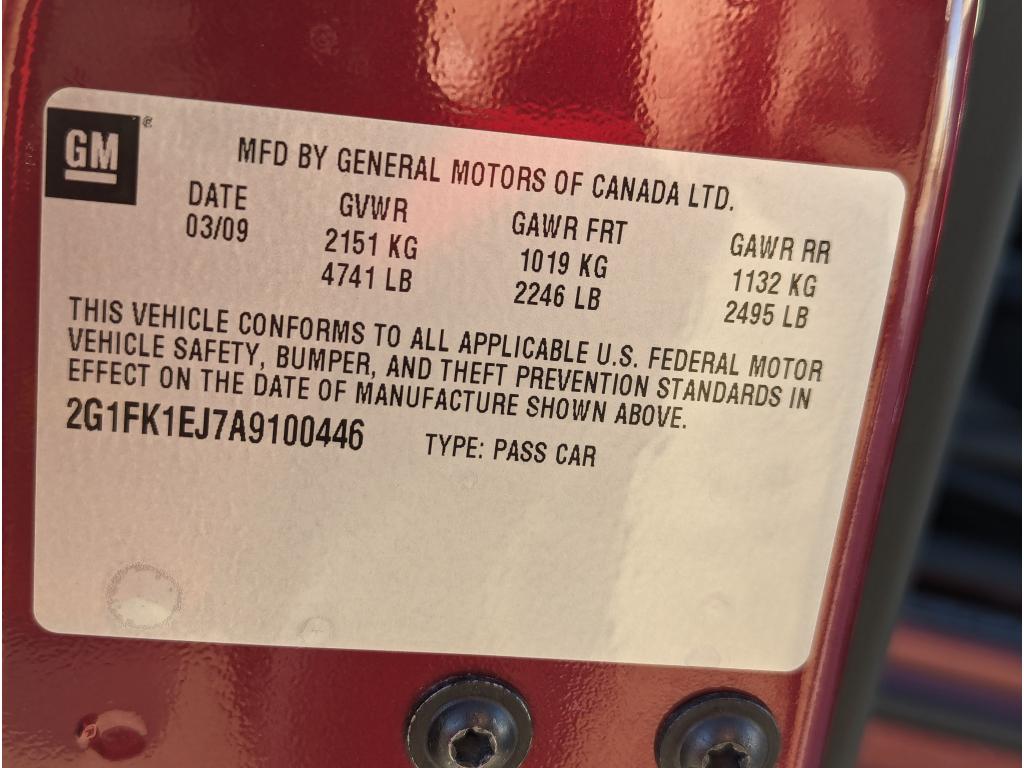 GM®
MFD BY GENERAL MOTORS OF CANADA LTD.
DATE GVWR GAWR FRT GAWR RR
03/09 2151 KG 1019 KG 1132 KG
4741 LB 2246 LB 2495 LB
THIS VEHICLE CONFORMS TO ALL APPLICABLE U.S. FEDERAL MOTOR
VEHICLE SAFETY, BUMPER, AND THEFT PREVENTION STANDARDS IN
EFFECT ON THE DATE OF MANUFACTURE SHOWN ABOVE.
2G1FK1EJ7A9100446 TYPE: PASS CAR